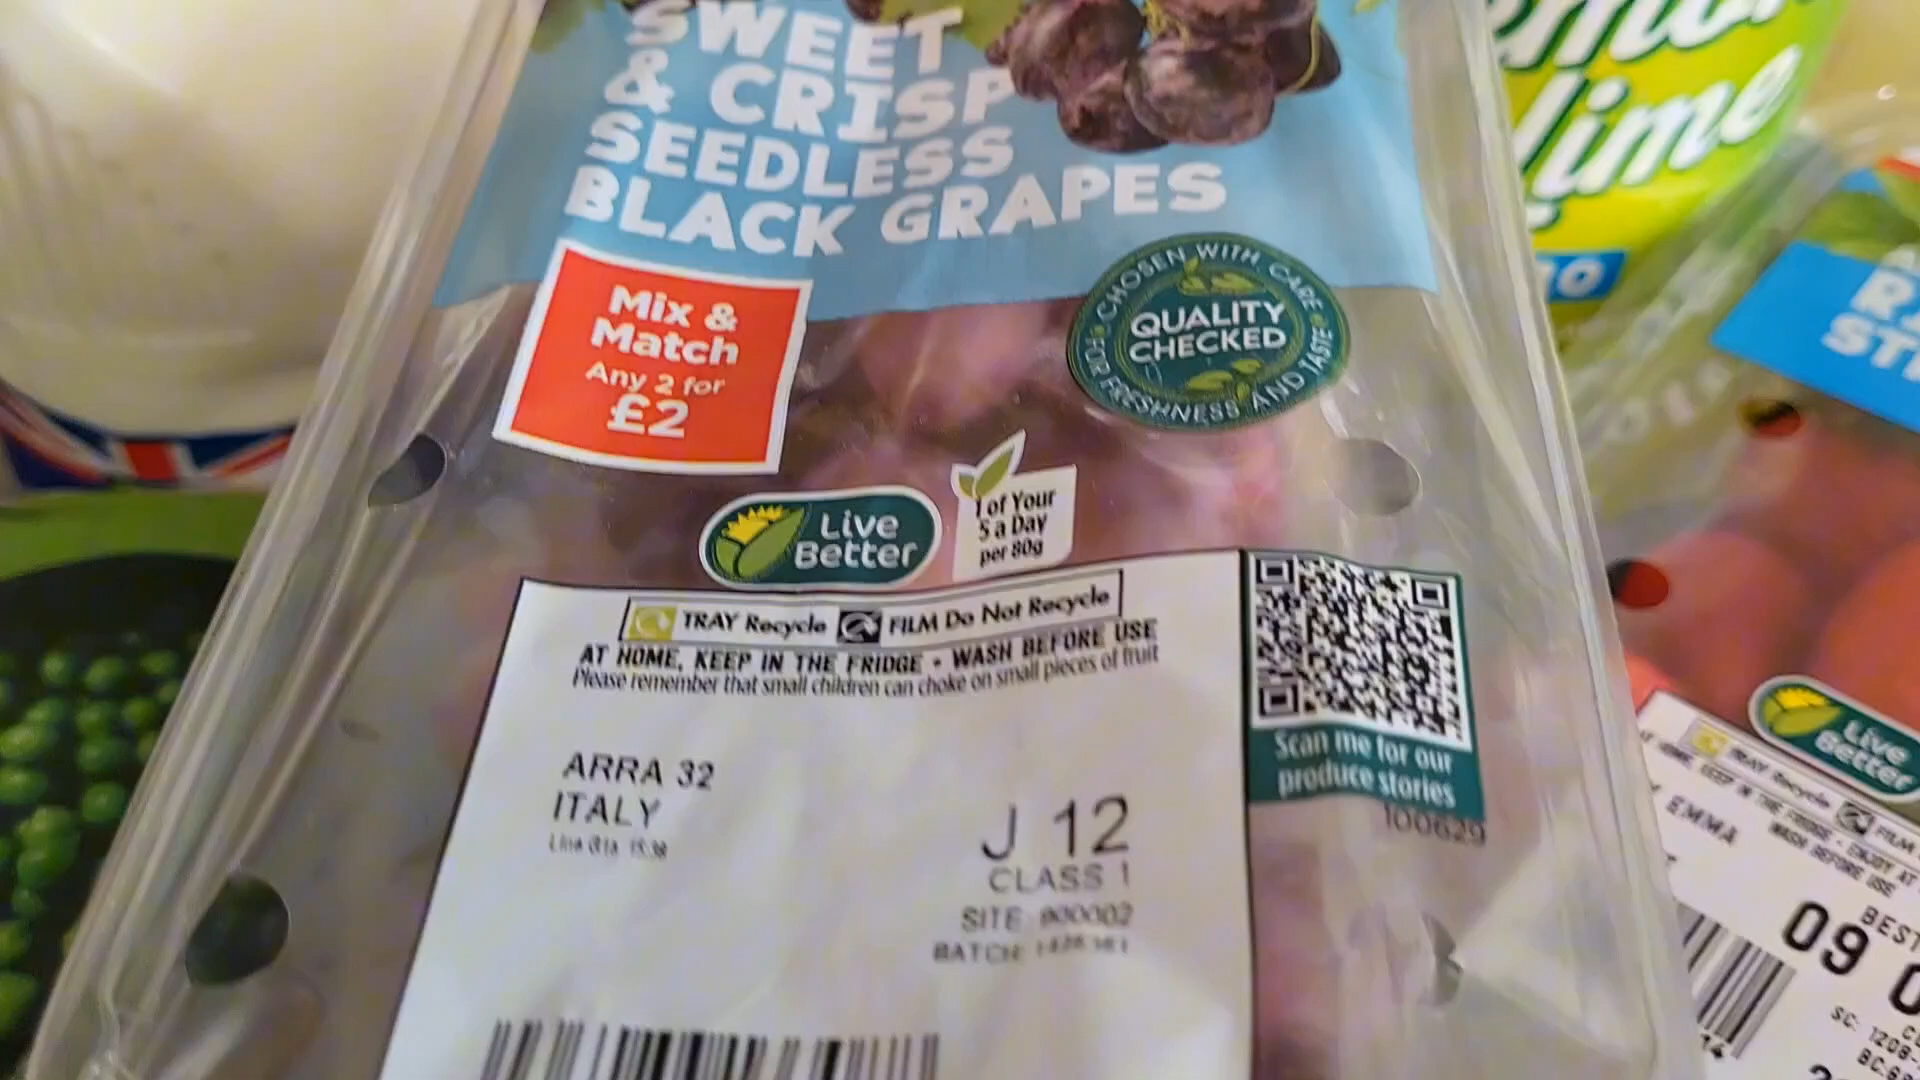 SWEET
& CRISP
SEEDLESS
BLACK GRAPES
Mix &
Match
Any 2 for
£2
CHOSEN WITH CARE
QUALITY
CHECKED
FOR FRESHNESS AND TASTE
Live
Better
1 of Your
5 a Day
per 80g
TRAY Recycle FILM Do Not Recycle
AT HOME, KEEP IN THE FRIDGE • WASH BEFORE USE
Please remember that small children can choke on small pieces of fruit
ARRA 32
ITALY
J 12
CLASS 1
SITE 000002
BATCH
Scan me for our
produce stories
100629
lime
Live
Better
TRAY Recycle FILM
WASH BEFORE USE
EMMA
BEST
09